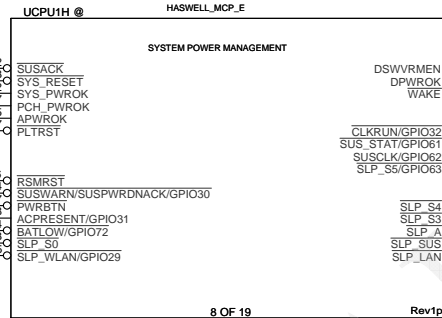 UCPU1H @
HASWELL_MCP_E
SYSTEM POWER MANAGEMENT
SUSACK
SYS_RESET
SYS_PWROK
PCH_PWROK
APWROK
PLTRST
RSMRST
SUSWARN/SUSPWRDNACK/GPIO30
PWRBTN
ACPRESENT/GPIO31
BATLOW/GPIO72
SLP_S0
SLP_WLAN/GPIO29
DSWVRMEN
DPWROK
WAKE
CLKRUN/GPIO32
SUS_STAT/GPIO61
SUSCLK/GPIO62
SLP_S5/GPIO63
SLP_S4
SLP_S3
SLP_A
SLP_SUS
SLP_LAN
8 OF 19
Rev1p